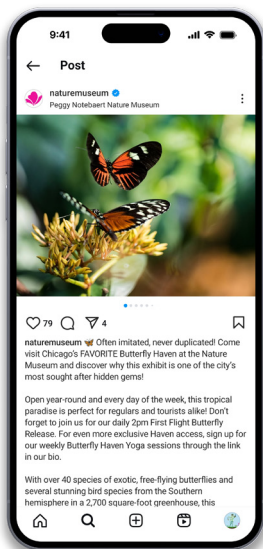 9:41
Post
naturemuseum
Peggy Notebaert Nature Museum
79
4
naturemuseum 🦋 Often imitated, never duplicated! Come
visit Chicago's FAVORITE Butterfly Haven at the Nature
Museum and discover why this exhibit is one of the city's
most sought after hidden gems!
Open year-round and every day of the week, this tropical
paradise is perfect for regulars and tourists alike! Don't
forget to join us for our daily 2pm First Flight Butterfly
Release. For even more exclusive Haven access, sign up for
our weekly Butterfly Haven Yoga sessions through the link
in our bio.
With over 40 species of exotic, free-flying butterflies and
several stunning bird species from the Southern
hemisphere in a 2,700 square-foot greenhouse, this